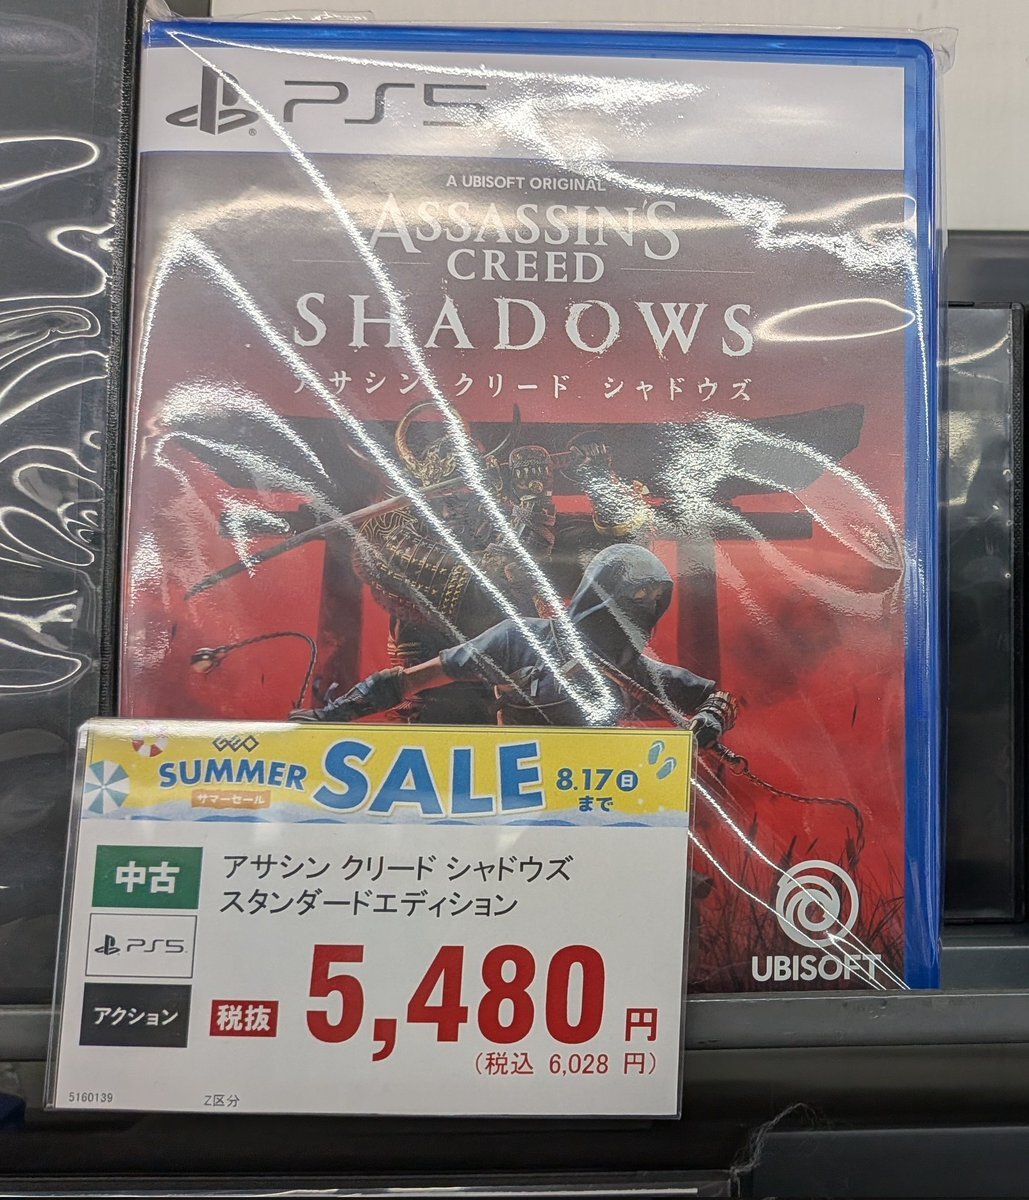 PS5
A UBISOFT ORIGINAL
ASSASSIN'S
CREED
SHADOWS
アサシン クリード シャドウズ
UBISOFT
GEO
SUMMER SALE 8.17日
サマーセール まで
中古 アサシン クリード シャドウズ
スタンダードエディション
PS5
アクション 税抜 5,480 円
(税込 6,028 円)
5160139 Z区分